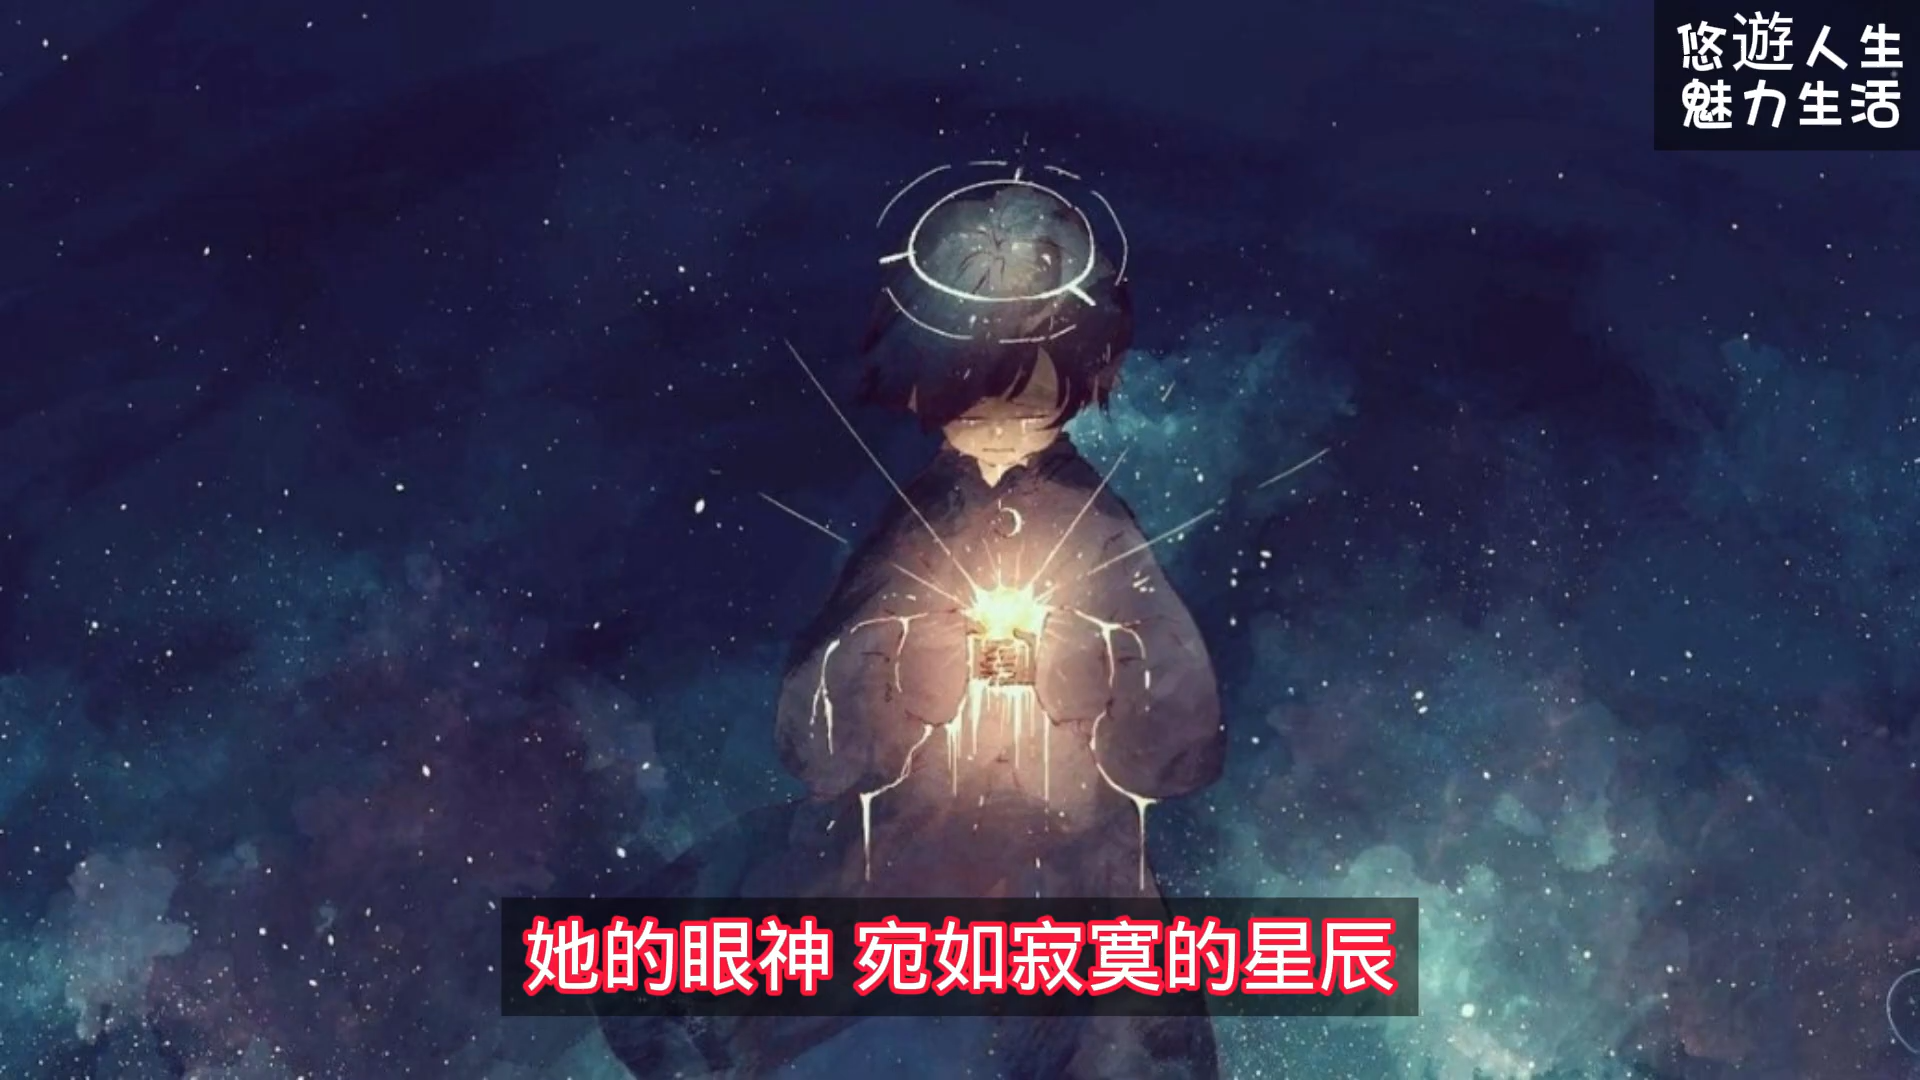 悠遊人生
魅力生活
她的眼神 宛如寂寞的星辰